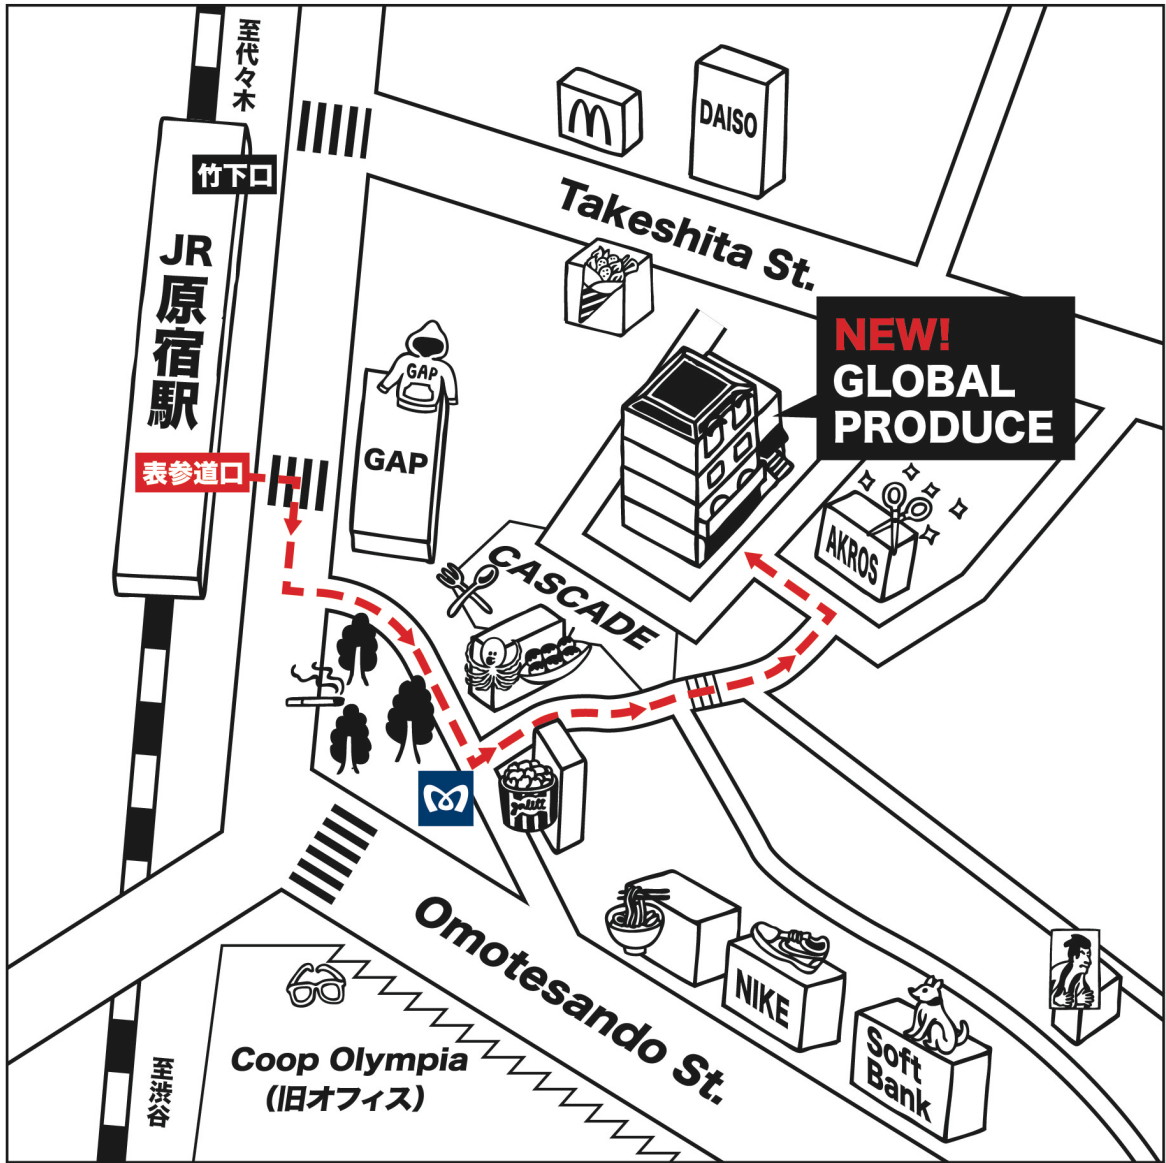 至代々木
竹下口
DAISO
Takeshita St.
JR
原宿駅
NEW!
GLOBAL
PRODUCE
GAP
GAP
表参道口
AKROS
CASCADE
Omotesando St.
NIKE
Soft
Bank
Coop Olympia
(旧オフィス)
至渋谷